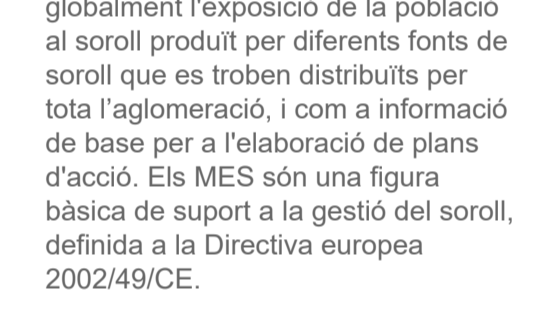 globalment l'exposició de la població
al soroll produït per diferents fonts de
soroll que es troben distribuïts per
tota l’aglomeració, i com a informació
de base per a l'elaboració de plans
d'acció. Els MES són una figura
bàsica de suport a la gestió del soroll,
definida a la Directiva europea
2002/49/CE.